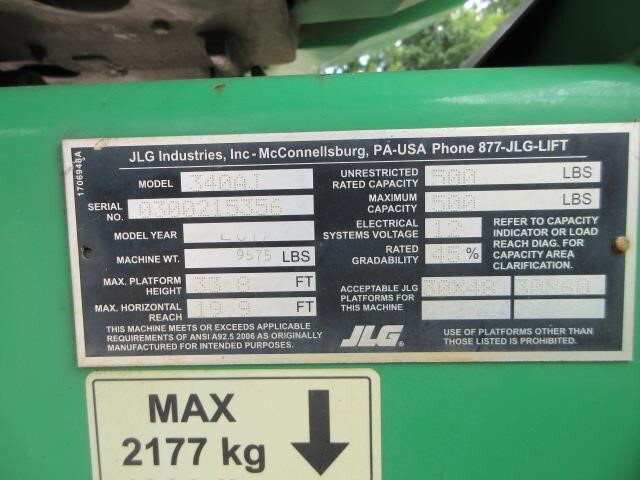 JLG Industries, Inc - McConnellsburg, PA-USA Phone 877-JLG-LIFT
1706948A
MODEL 340AJ
SERIAL NO. 0300215356
MODEL YEAR 2017
MACHINE WT. 9575 LBS
MAX. PLATFORM HEIGHT 33.8 FT
MAX. HORIZONTAL REACH 19.9 FT
THIS MACHINE MEETS OR EXCEEDS APPLICABLE
REQUIREMENTS OF ANSI A92.5 2006 AS ORIGINALLY
MANUFACTURED FOR INTENDED PURPOSES.
UNRESTRICTED RATED CAPACITY 500 LBS
MAXIMUM CAPACITY 500 LBS
ELECTRICAL SYSTEMS VOLTAGE 12
RATED GRADABILITY 45%
REFER TO CAPACITY
INDICATOR OR LOAD
REACH DIAG. FOR
CAPACITY AREA
CLARIFICATION.
ACCEPTABLE JLG PLATFORMS FOR THIS MACHINE
30X48 30X60
JLG®
USE OF PLATFORMS OTHER THAN
THOSE LISTED IS PROHIBITED.
MAX
2177 kg